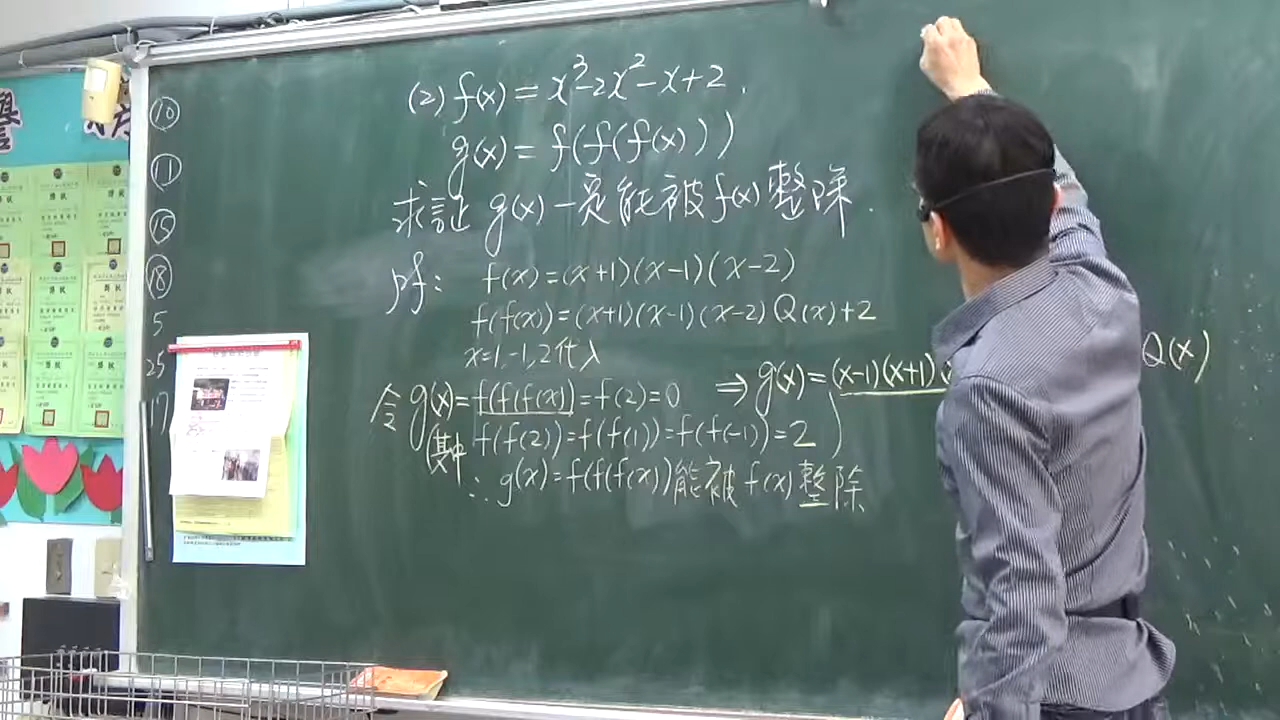 (2) f(x) = x³-2x²-x+2.
g(x) = f(f(f(x)))
求証 g(x) 一定能被 f(x) 整除.
pf: f(x)=(x+1)(x-1)(x-2)
f(f(x))=(x+1)(x-1)(x-2)Q(x)+2
x=1,-1,2代入
令 g(x)=f(f(f(x))=f(2)=0 ⇒ g(x)=(x-1)(x+1) Q(x)
(其中 f(f(2))=f(f(1))=f(f(-1))=2 )
∴ g(x)=f(f(f(x))能被 f(x) 整除
⑩
⑪
⑮
⑱
5
25
17